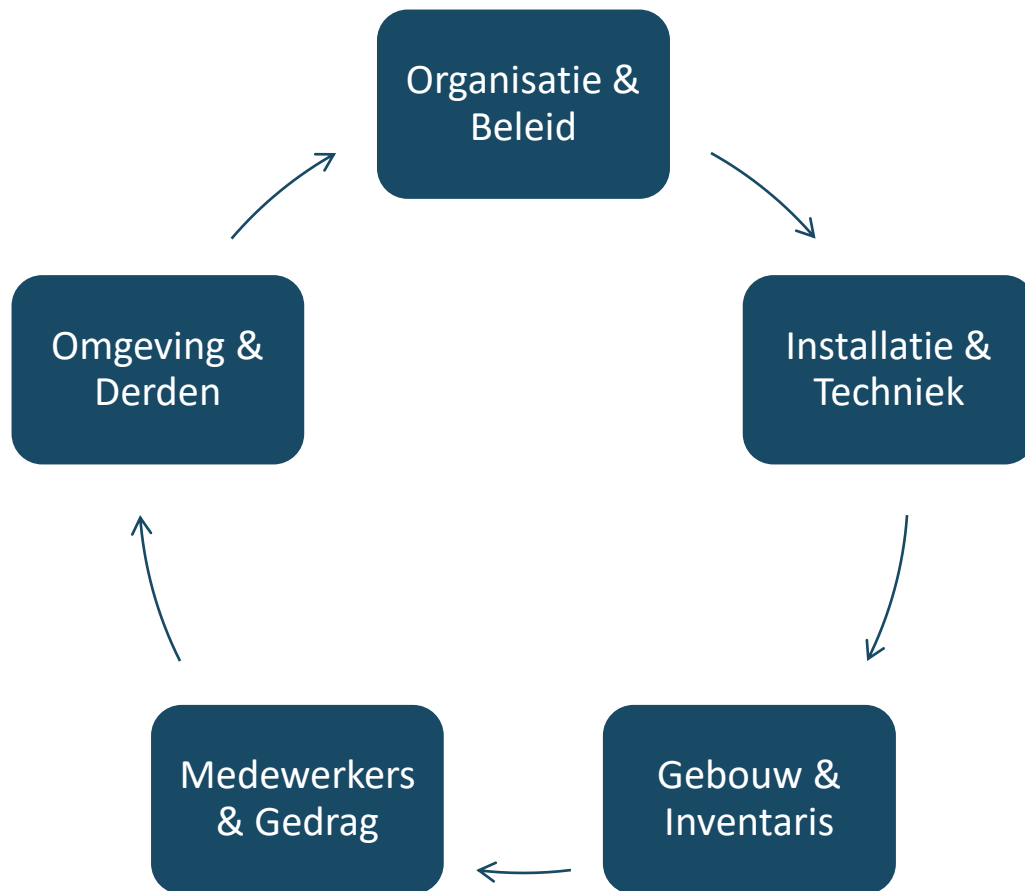 Organisatie &
Beleid
Installatie &
Techniek
Gebouw &
Inventaris
Medewerkers
& Gedrag
Omgeving &
Derden